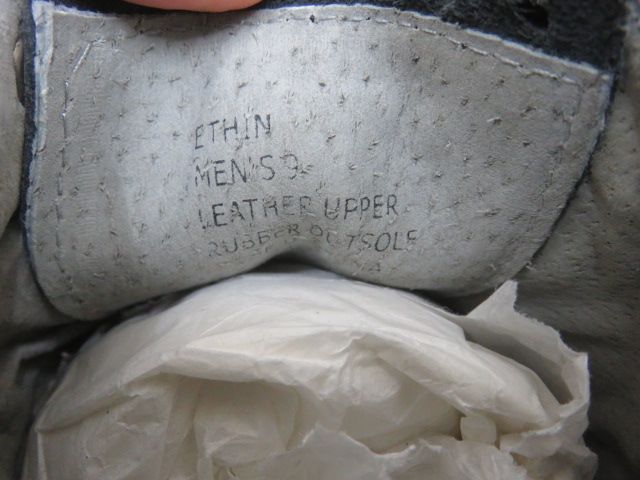 ETHIN
MEN'S 9
LEATHER UPPER
RUBBER OUTSOLE